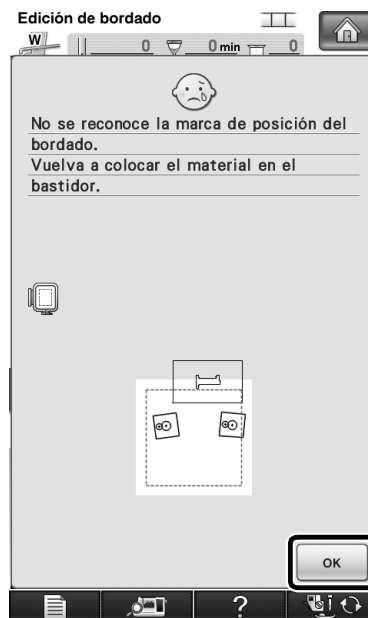 Edición de bordado
W 0 0 min 0
No se reconoce la marca de posición del
bordado.
Vuelva a colocar el material en el
bastidor.
OK
?